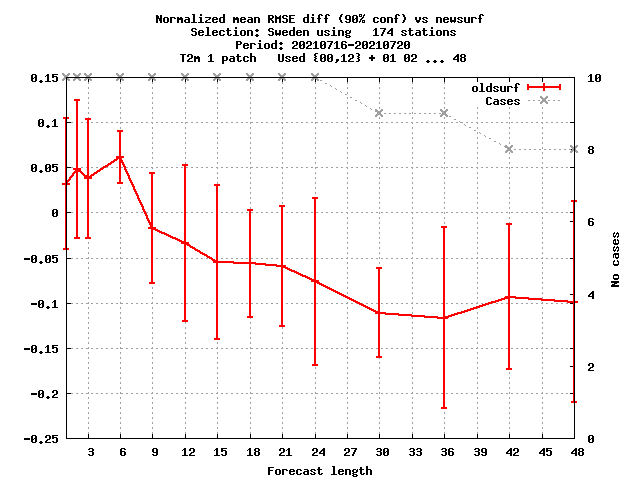 Normalized mean RMSE diff (90% conf) vs newsurf
Selection: Sweden using   174 stations
Period: 20210716-20210720
T2m 1 patch   Used {00,12} + 01 02 ... 48
oldsurf
Cases
0.15
0.1
0.05
0
-0.05
-0.1
-0.15
-0.2
-0.25
10
8
6
4
2
0
No cases
3 6 9 12 15 18 21 24 27 30 33 36 39 42 45 48
Forecast length